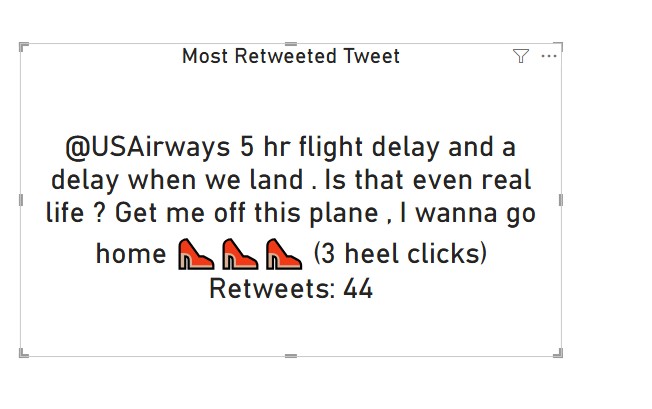 Most Retweeted Tweet
@USAirways 5 hr flight delay and a
delay when we land . Is that even real
life ? Get me off this plane , I wanna go
home 👠👠👠 (3 heel clicks)
Retweets: 44